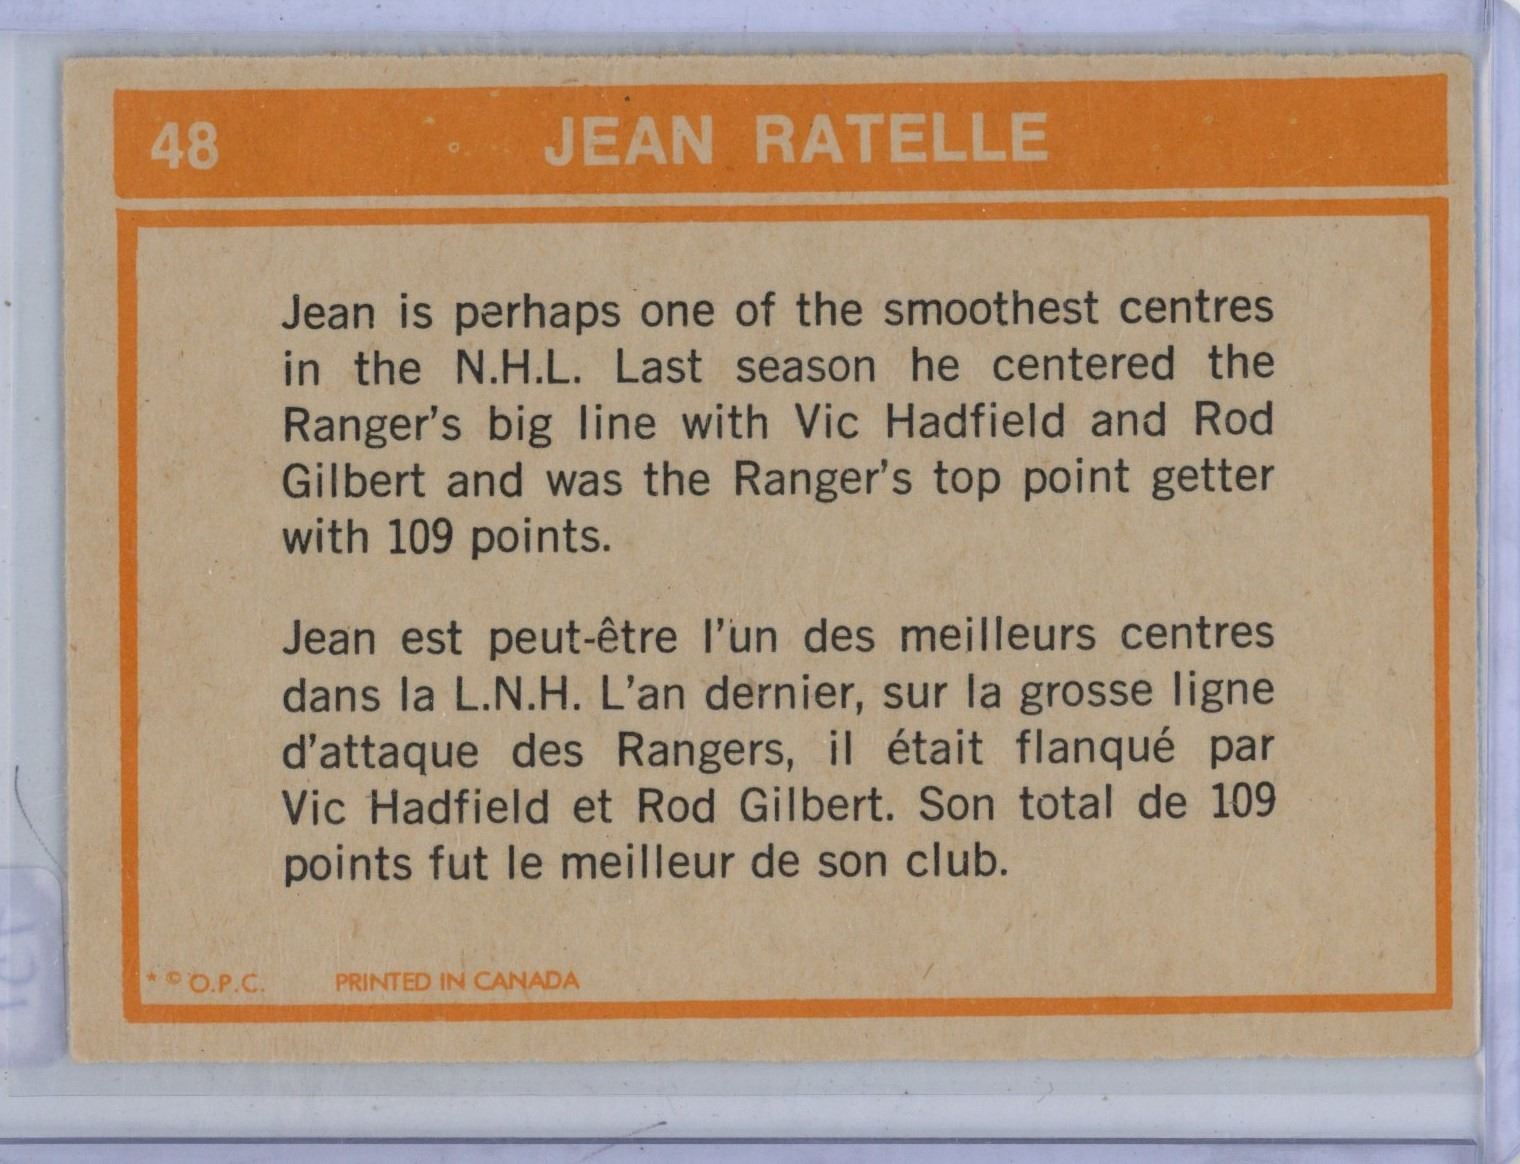 48 JEAN RATELLE
Jean is perhaps one of the smoothest centres
in the N.H.L. Last season he centered the
Ranger's big line with Vic Hadfield and Rod
Gilbert and was the Ranger's top point getter
with 109 points.
Jean est peut-être l'un des meilleurs centres
dans la L.N.H. L'an dernier, sur la grosse ligne
d'attaque des Rangers, il était flanqué par
Vic Hadfield et Rod Gilbert. Son total de 109
points fut le meilleur de son club.
* © O.P.C. PRINTED IN CANADA